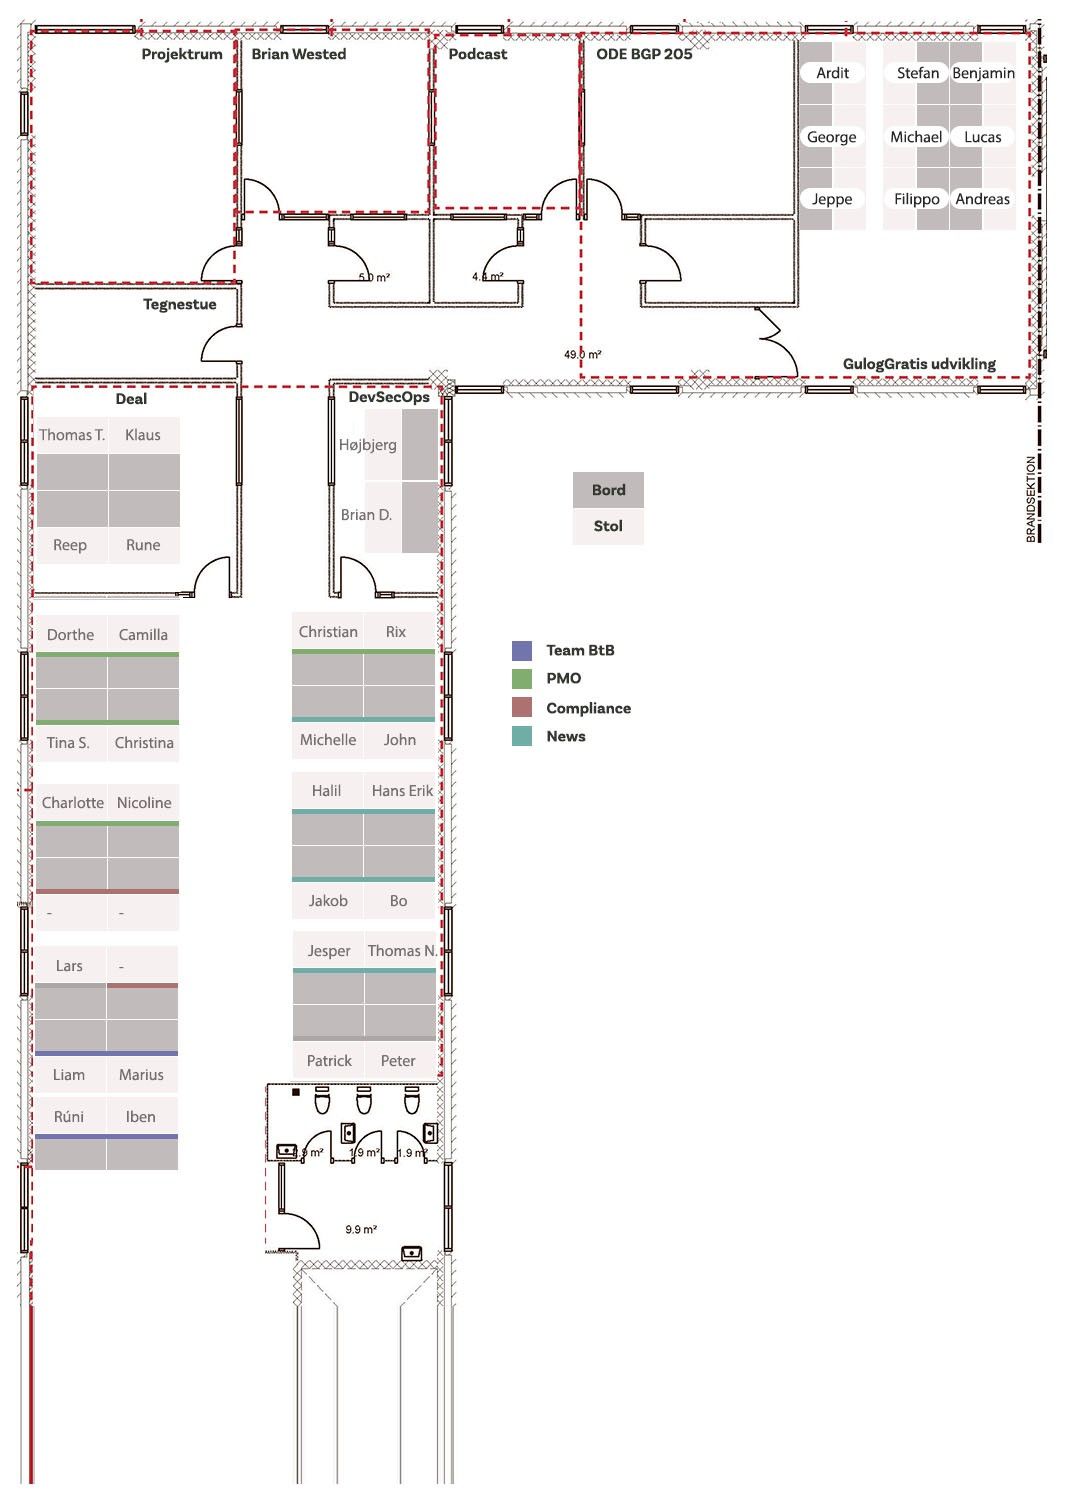 Projektrum
Brian Wested
Podcast
ODE BGP 205
Ardit
Stefan
Benjamin
George
Michael
Lucas
Jeppe
Filippo
Andreas
5.0 m²
4.4 m²
Tegnestue
49.0 m²
GulogGratis udvikling
Deal
DevSecOps
Thomas T.
Klaus
Højbjerg
Reep
Rune
Brian D.
Bord
Stol
BRANDSEKTION
Dorthe
Camilla
Christian
Rix
Team BtB
PMO
Compliance
News
Tina S.
Christina
Michelle
John
Charlotte
Nicoline
Halil
Hans Erik
-
-
Jakob
Bo
Lars
-
Jesper
Thomas N.
Liam
Marius
Patrick
Peter
Rúni
Iben
1.9 m²
1.9 m²
9.9 m²